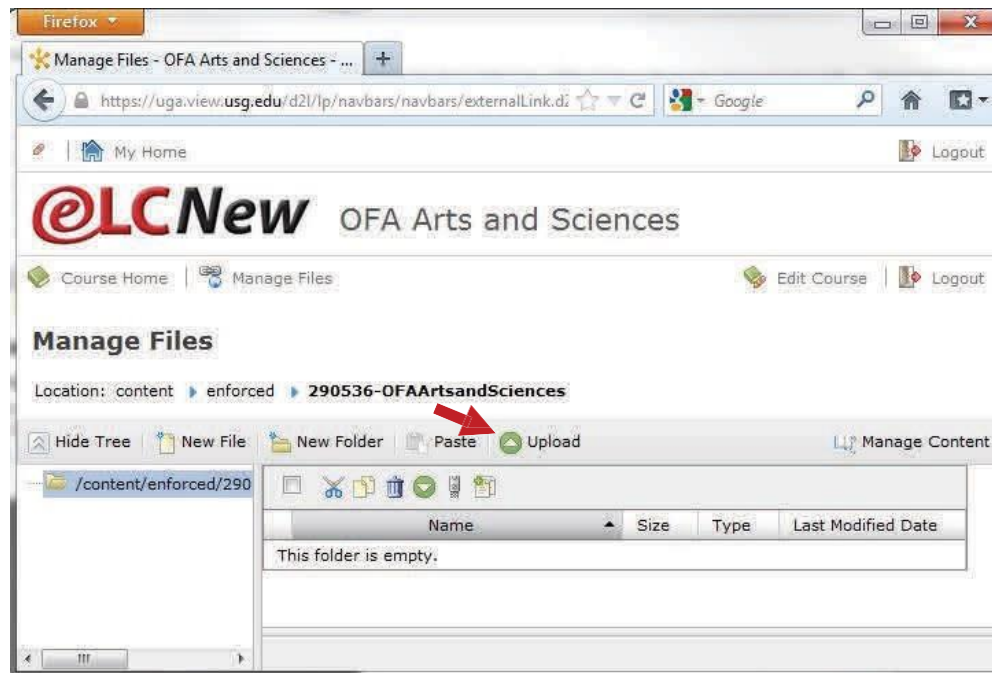 Firefox
Manage Files - OFA Arts and Sciences - ...
https://uga.view.usg.edu/d2l/lp/navbars/navbars/externalLink.d2 Google
My Home Logout
eLC New OFA Arts and Sciences
Course Home Manage Files Edit Course Logout
Manage Files
Location: content enforced 290536-OFAArtsandSciences
Hide Tree New File New Folder Paste Upload Manage Content
/content/enforced/290
Name Size Type Last Modified Date
This folder is empty.